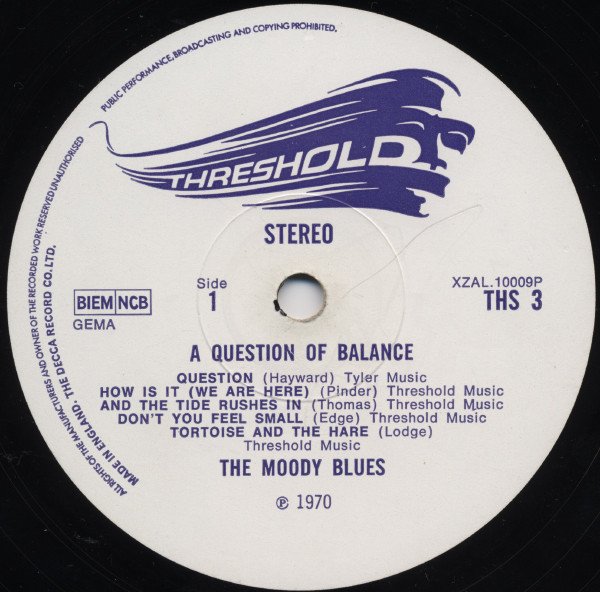 PUBLIC PERFORMANCE, BROADCASTING AND COPYING PROHIBITED.
ALL RIGHTS OF THE MANUFACTURERS AND OWNER OF THE RECORDED WORK RESERVED UNAUTHORISED
MADE IN ENGLAND. THE DECCA RECORD CO. LTD.
THRESHOLD
STEREO
Side
1
BIEM NCB
GEMA
XZAL.10009P
THS 3
A QUESTION OF BALANCE
QUESTION (Hayward) Tyler Music
HOW IS IT (WE ARE HERE) (Pinder) Threshold Music
AND THE TIDE RUSHES IN (Thomas) Threshold Music
DON'T YOU FEEL SMALL (Edge) Threshold Music
TORTOISE AND THE HARE (Lodge)
Threshold Music
THE MOODY BLUES
℗ 1970